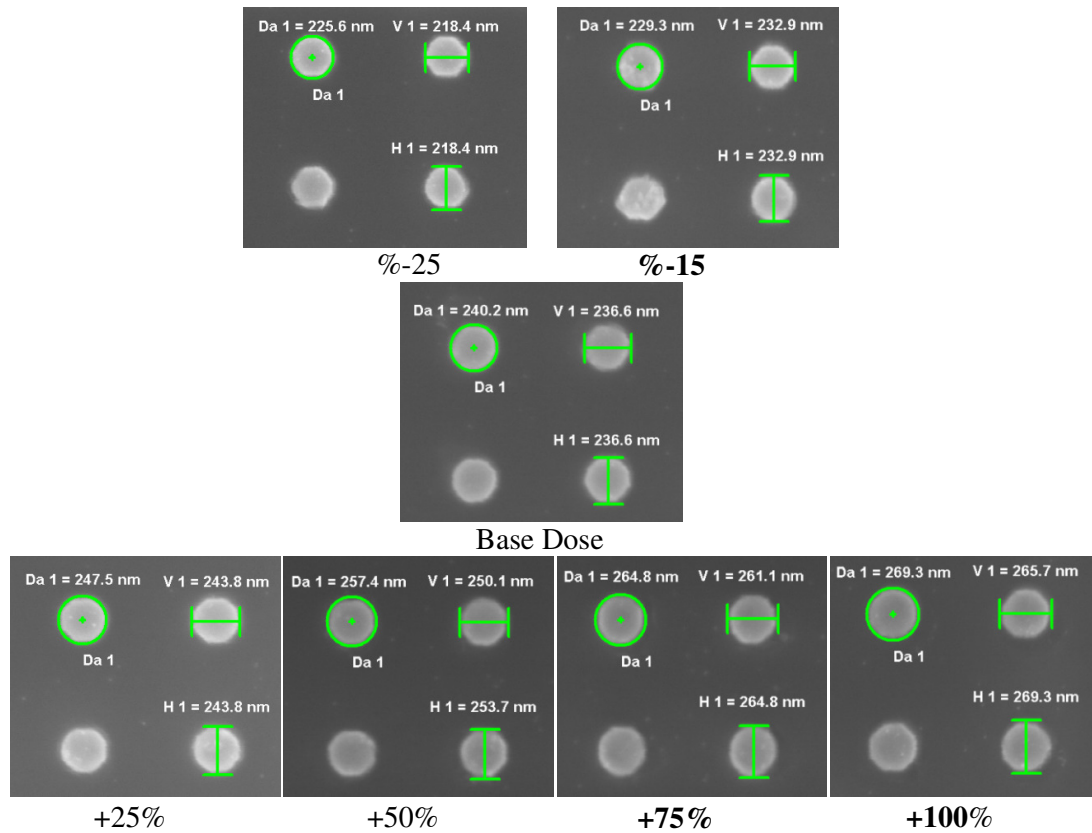 Da 1 = 225.6 nm V 1 = 218.4 nm
Da 1
H 1 = 218.4 nm
%-25
Da 1 = 229.3 nm V 1 = 232.9 nm
Da 1
H 1 = 232.9 nm
%-15
Da 1 = 240.2 nm V 1 = 236.6 nm
Da 1
H 1 = 236.6 nm
Base Dose
Da 1 = 247.5 nm V 1 = 243.8 nm
Da 1
H 1 = 243.8 nm
+25%
Da 1 = 257.4 nm V 1 = 250.1 nm
Da 1
H 1 = 253.7 nm
+50%
Da 1 = 264.8 nm V 1 = 261.1 nm
Da 1
H 1 = 264.8 nm
+75%
Da 1 = 269.3 nm V 1 = 265.7 nm
Da 1
H 1 = 269.3 nm
+100%